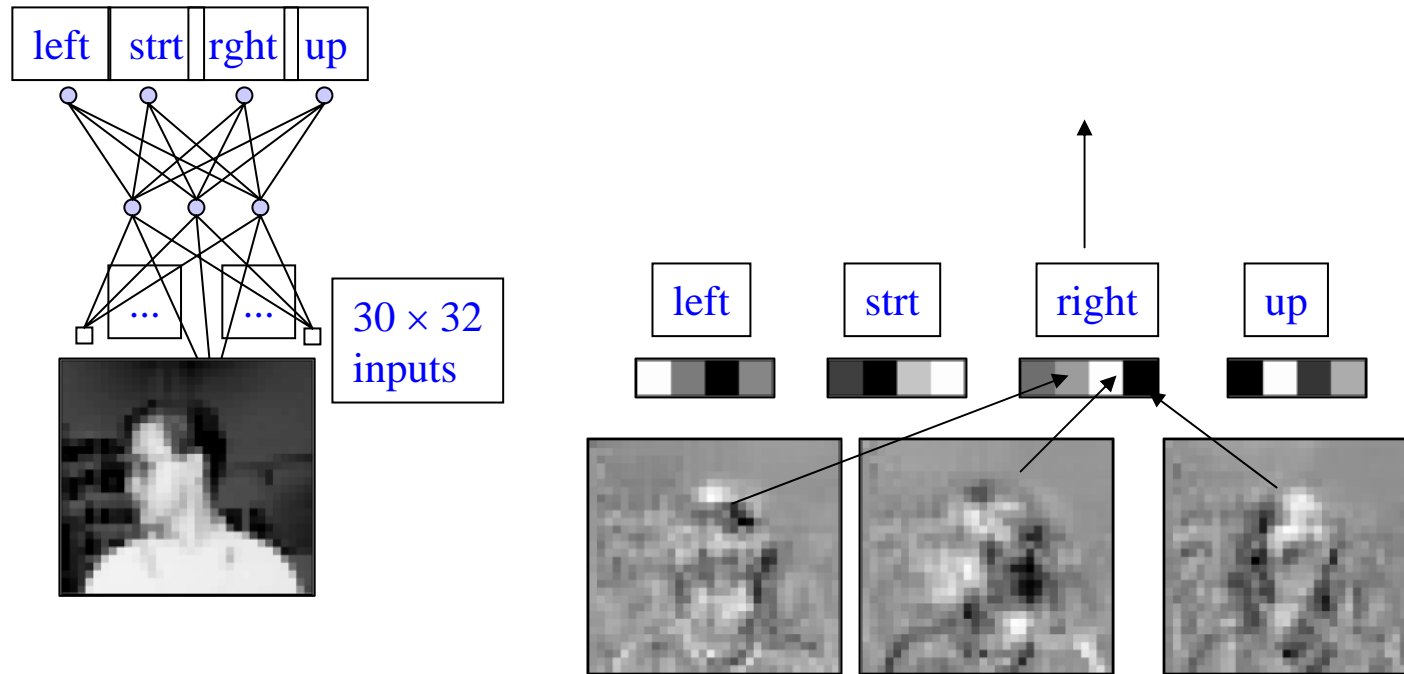 left strt rght up
... ...
30 × 32
inputs
left strt right up